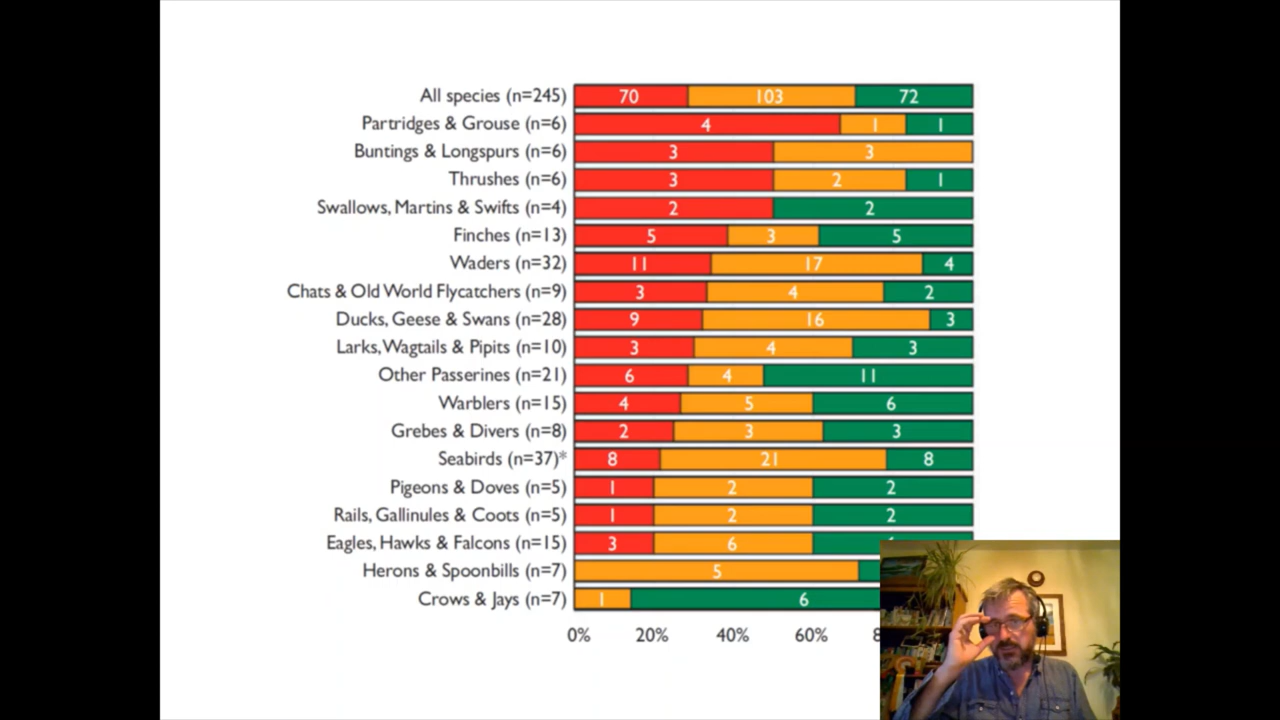 All species (n=245) 70 103 72
Partridges & Grouse (n=6) 4 1 1
Buntings & Longspurs (n=6) 3 3
Thrushes (n=6) 3 2 1
Swallows, Martins & Swifts (n=4) 2 2
Finches (n=13) 5 3 5
Waders (n=32) 11 17 4
Chats & Old World Flycatchers (n=9) 3 4 2
Ducks, Geese & Swans (n=28) 9 16 3
Larks, Wagtails & Pipits (n=10) 3 4 3
Other Passerines (n=21) 6 4 11
Warblers (n=15) 4 5 6
Grebes & Divers (n=8) 2 3 3
Seabirds (n=37)* 8 21 8
Pigeons & Doves (n=5) 1 2 2
Rails, Gallinules & Coots (n=5) 1 2 2
Eagles, Hawks & Falcons (n=15) 3 6
Herons & Spoonbills (n=7) 5
Crows & Jays (n=7) 1 6
0% 20% 40% 60%